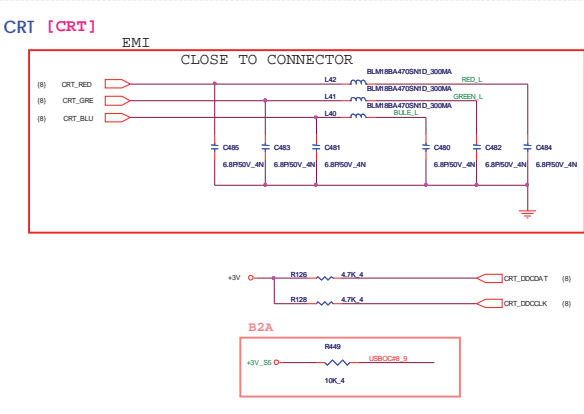 CRT [CRT]
EMI
CLOSE TO CONNECTOR
(8) CRT_RED L42 BLM18BA470SN1D_300MA RED_L
(8) CRT_GRE L41 BLM18BA470SN1D_300MA GREEN_L
(8) CRT_BLU L40 BLM18BA470SN1D_300MA BULE_L
C485 C483 C481 C480 C482 C484
6.8P/50V_4N 6.8P/50V_4N 6.8P/50V_4N 6.8P/50V_4N 6.8P/50V_4N 6.8P/50V_4N
+3V R126 4.7K_4 CRT_DDCDAT (8)
R128 4.7K_4 CRT_DDCCLK (8)
B2A
R449
+3V_S5 USBOC#8_9
10K_4